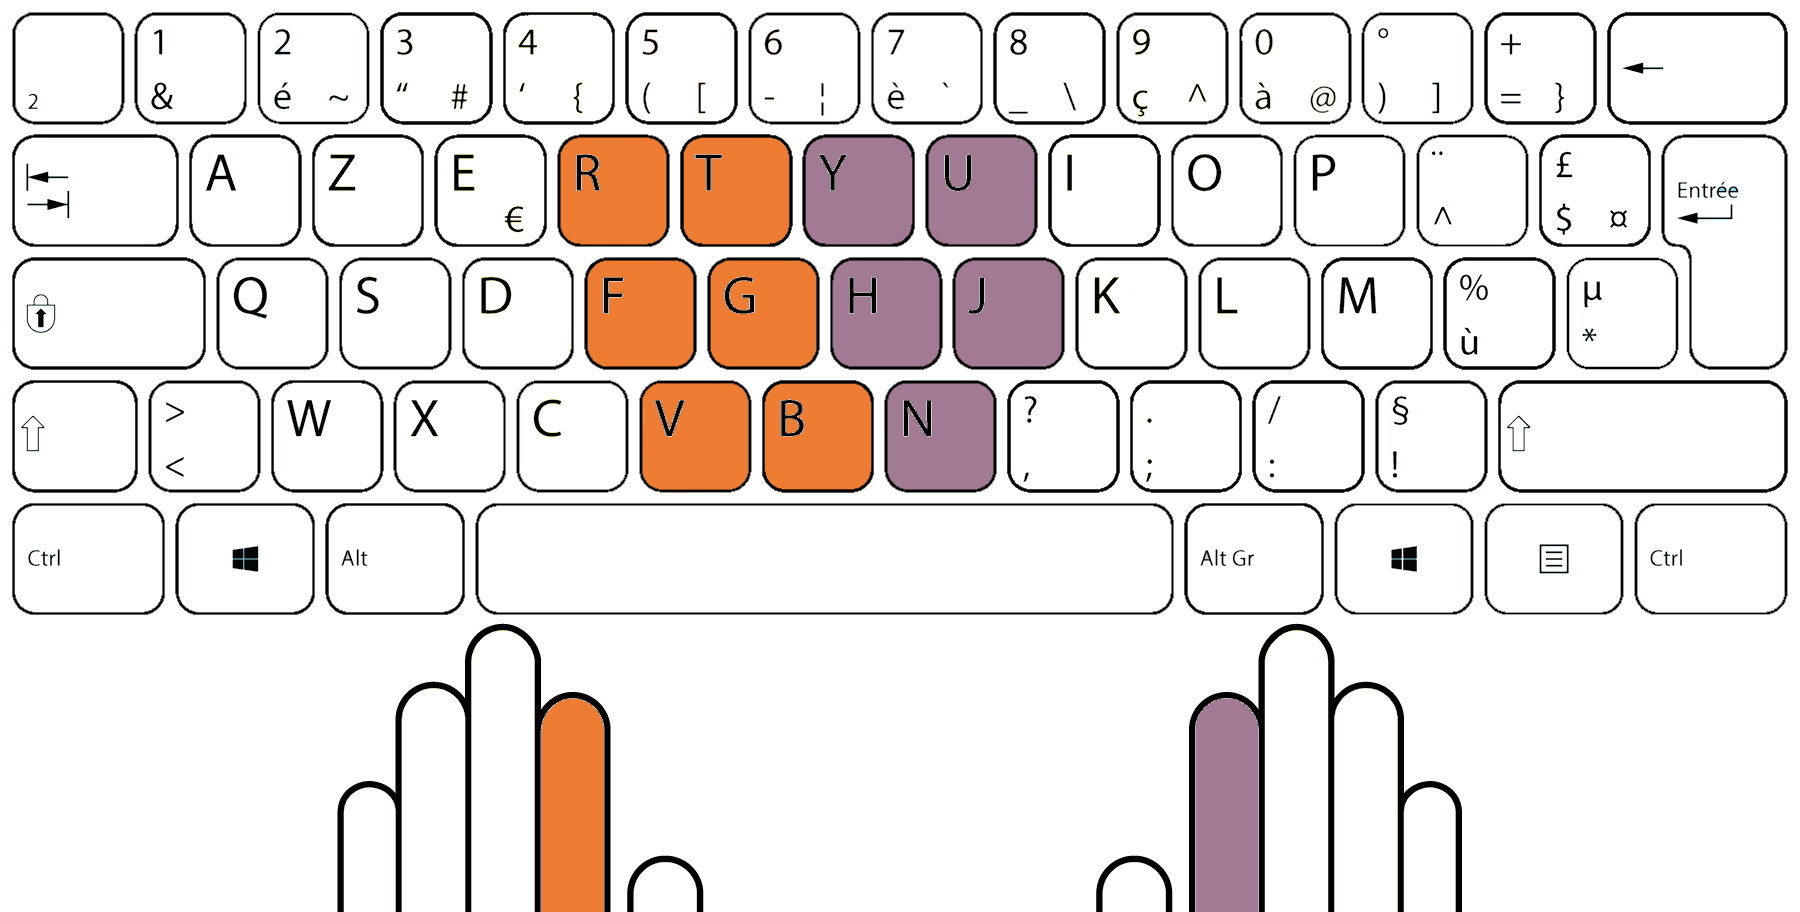 1 2 3 4 5 6 7 8 9 0 ° +
2 & é ~ “ # ‘ { ( [ - ¦ è ` _ \ ç ^ à @ ) ] = }
A Z E R T Y U I O P ¨ £ Entrée
€ ^ $ ¤
Q S D F G H J K L M % µ
ù *
> W X C V B N ? . / §
< , ; : !
Ctrl Alt Alt Gr Ctrl